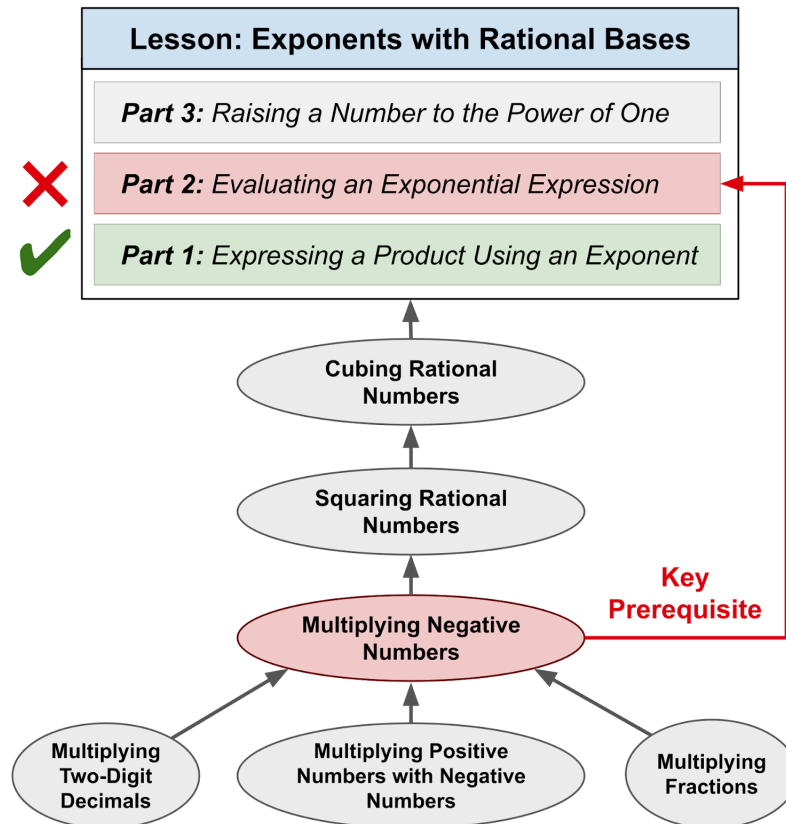 Lesson: Exponents with Rational Bases
Part 3: Raising a Number to the Power of One
Part 2: Evaluating an Exponential Expression
Part 1: Expressing a Product Using an Exponent
Cubing Rational
Numbers
Squaring Rational
Numbers
Key
Prerequisite
Multiplying Negative
Numbers
Multiplying
Two-Digit
Decimals
Multiplying Positive
Numbers with Negative
Numbers
Multiplying
Fractions